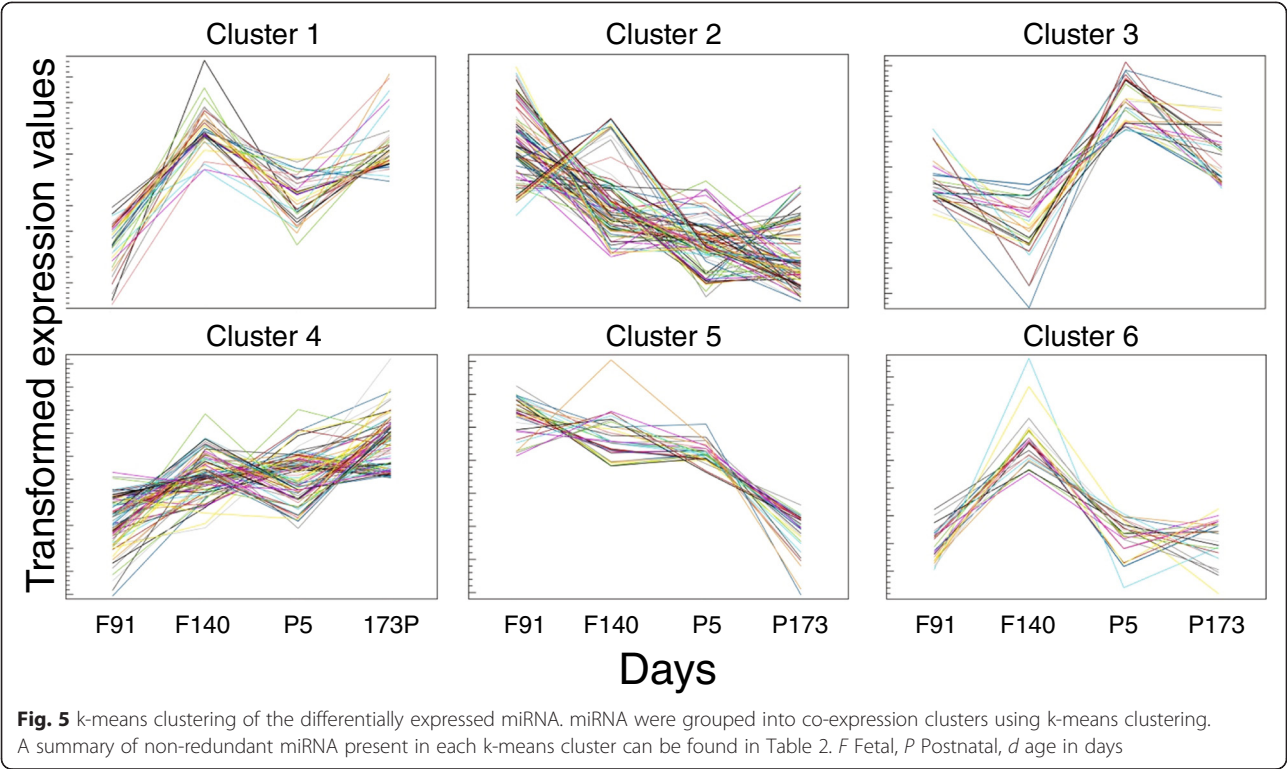 Cluster 1
Cluster 2
Cluster 3
Transformed expression values
Cluster 4
Cluster 5
Cluster 6
F91 F140 P5 173P
F91 F140 P5 P173
F91 F140 P5 P173
Days
Fig. 5 k-means clustering of the differentially expressed miRNA. miRNA were grouped into co-expression clusters using k-means clustering.
A summary of non-redundant miRNA present in each k-means cluster can be found in Table 2. F Fetal, P Postnatal, d age in days